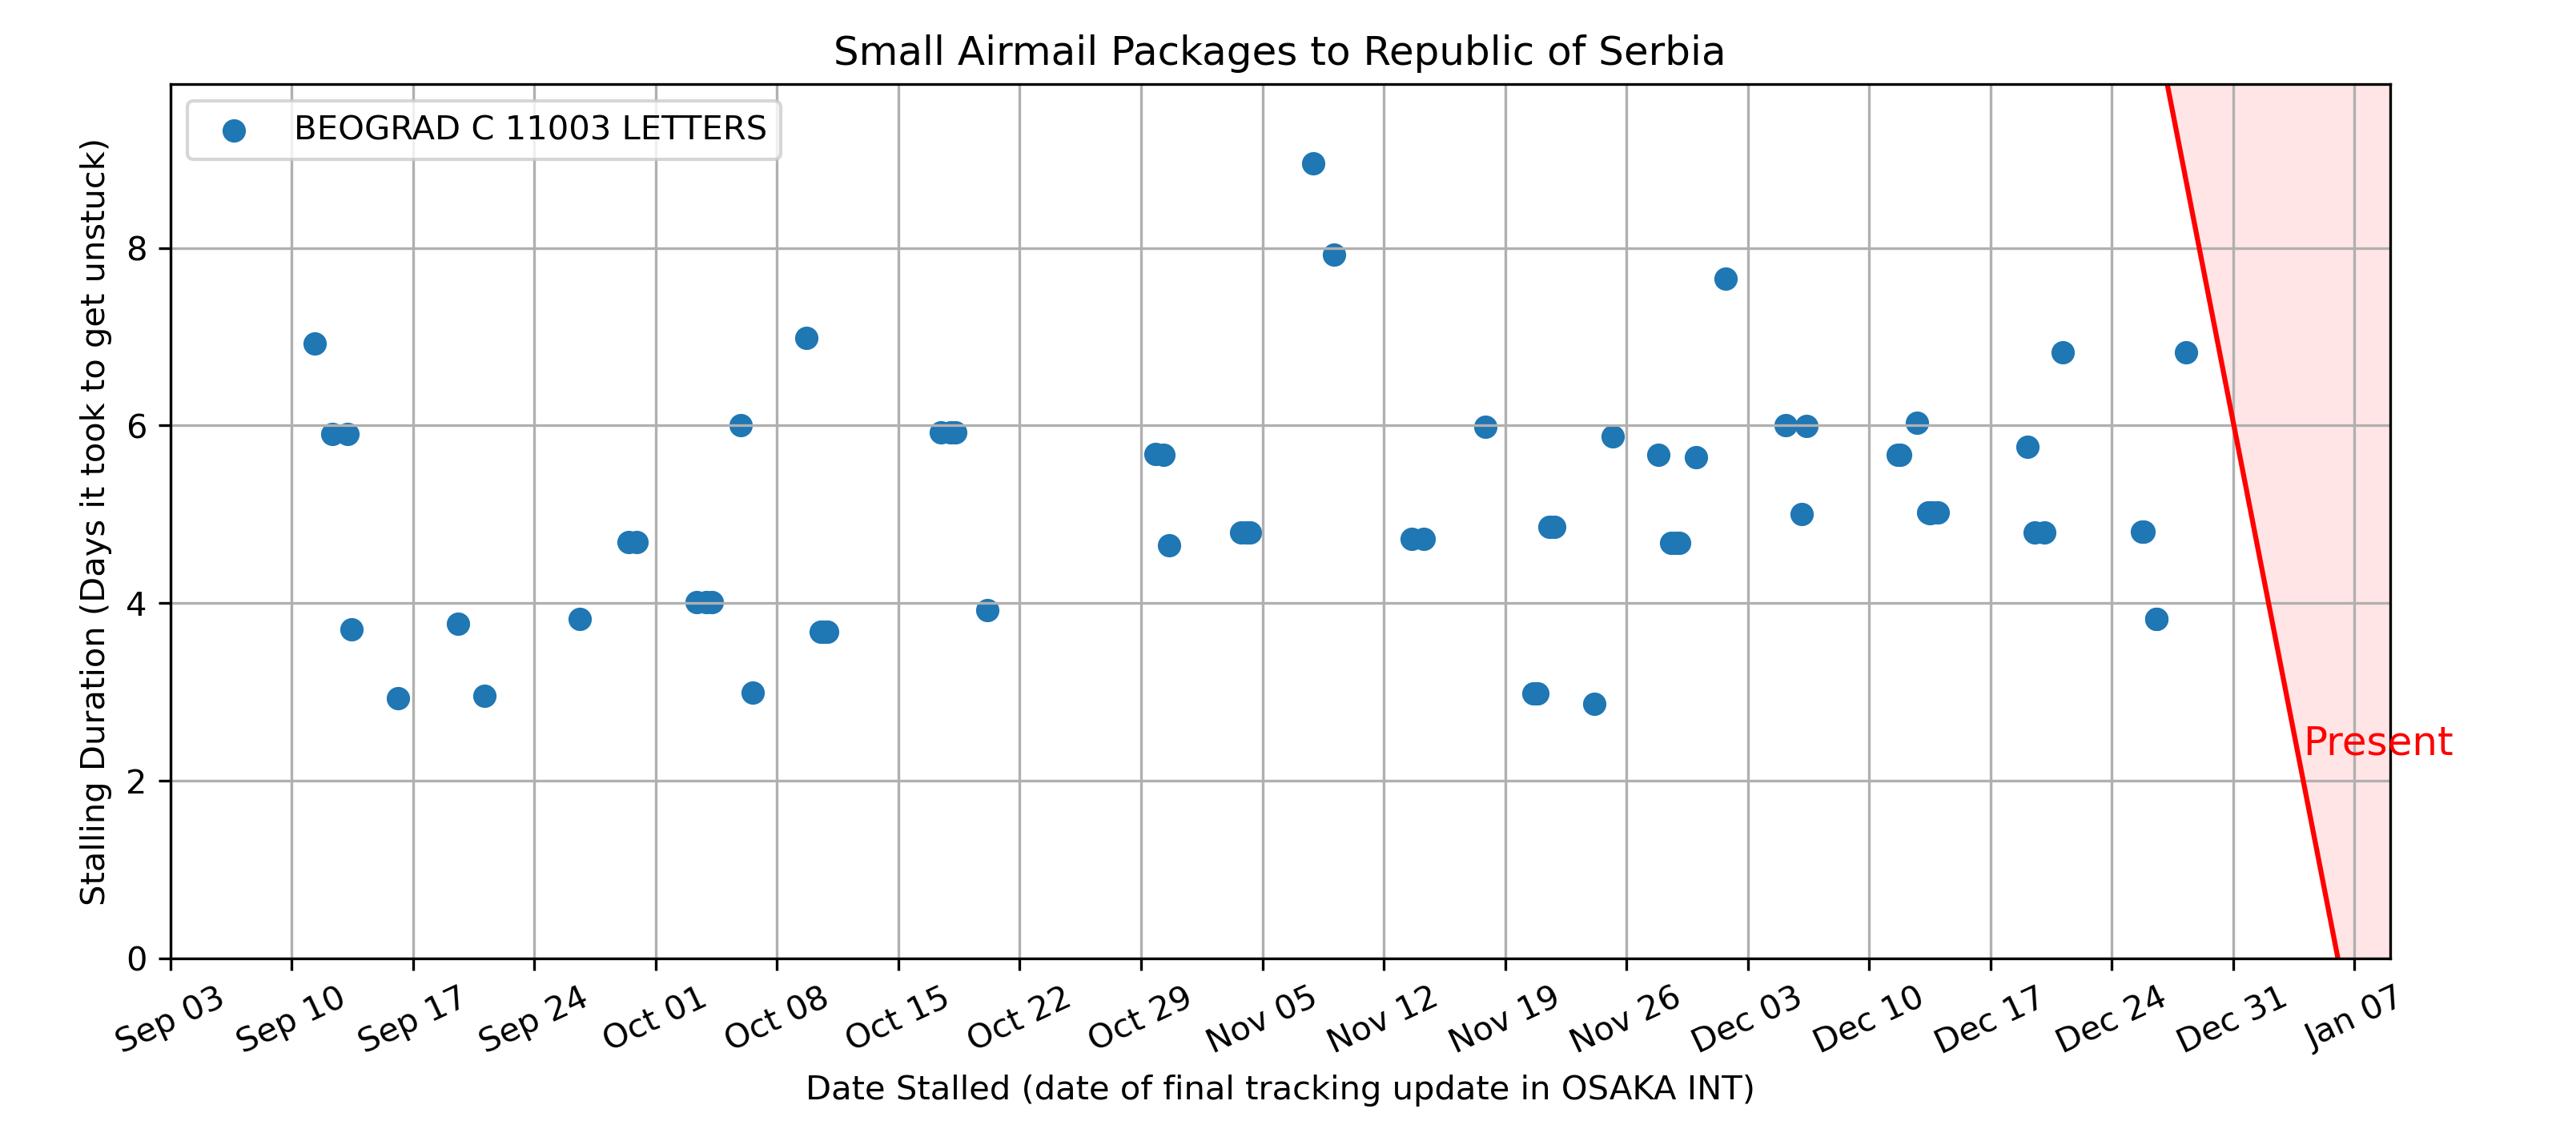 Small Airmail Packages to Republic of Serbia
BEOGRAD C 11003 LETTERS
Stalling Duration (Days it took to get unstuck)
8
6
4
2
0
Present
Sep 03
Sep 10
Sep 17
Sep 24
Oct 01
Oct 08
Oct 15
Oct 22
Oct 29
Nov 05
Nov 12
Nov 19
Nov 26
Dec 03
Dec 10
Dec 17
Dec 24
Dec 31
Jan 07
Date Stalled (date of final tracking update in OSAKA INT)